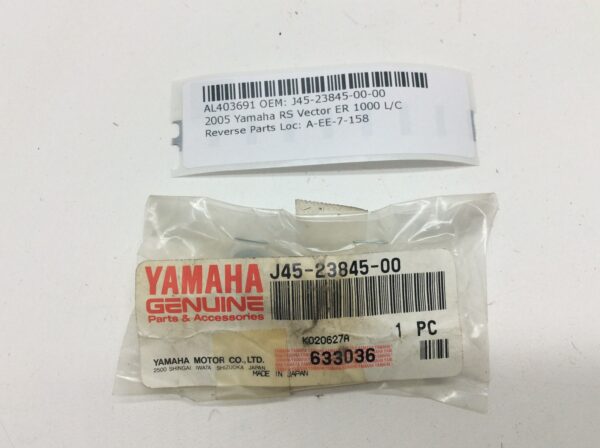 AL403691 OEM: J45-23845-00-00
2005 Yamaha RS Vector ER 1000 L/C
Reverse Parts Loc: A-EE-7-158
YAMAHA
GENUINE
Parts & Accessories
J45-23845-00
K020627A
1 PC
633036
YAMAHA MOTOR CO., LTD.
2500 SHINGAI, IWATA, SHIZUOKA, JAPAN
MADE IN JAPAN